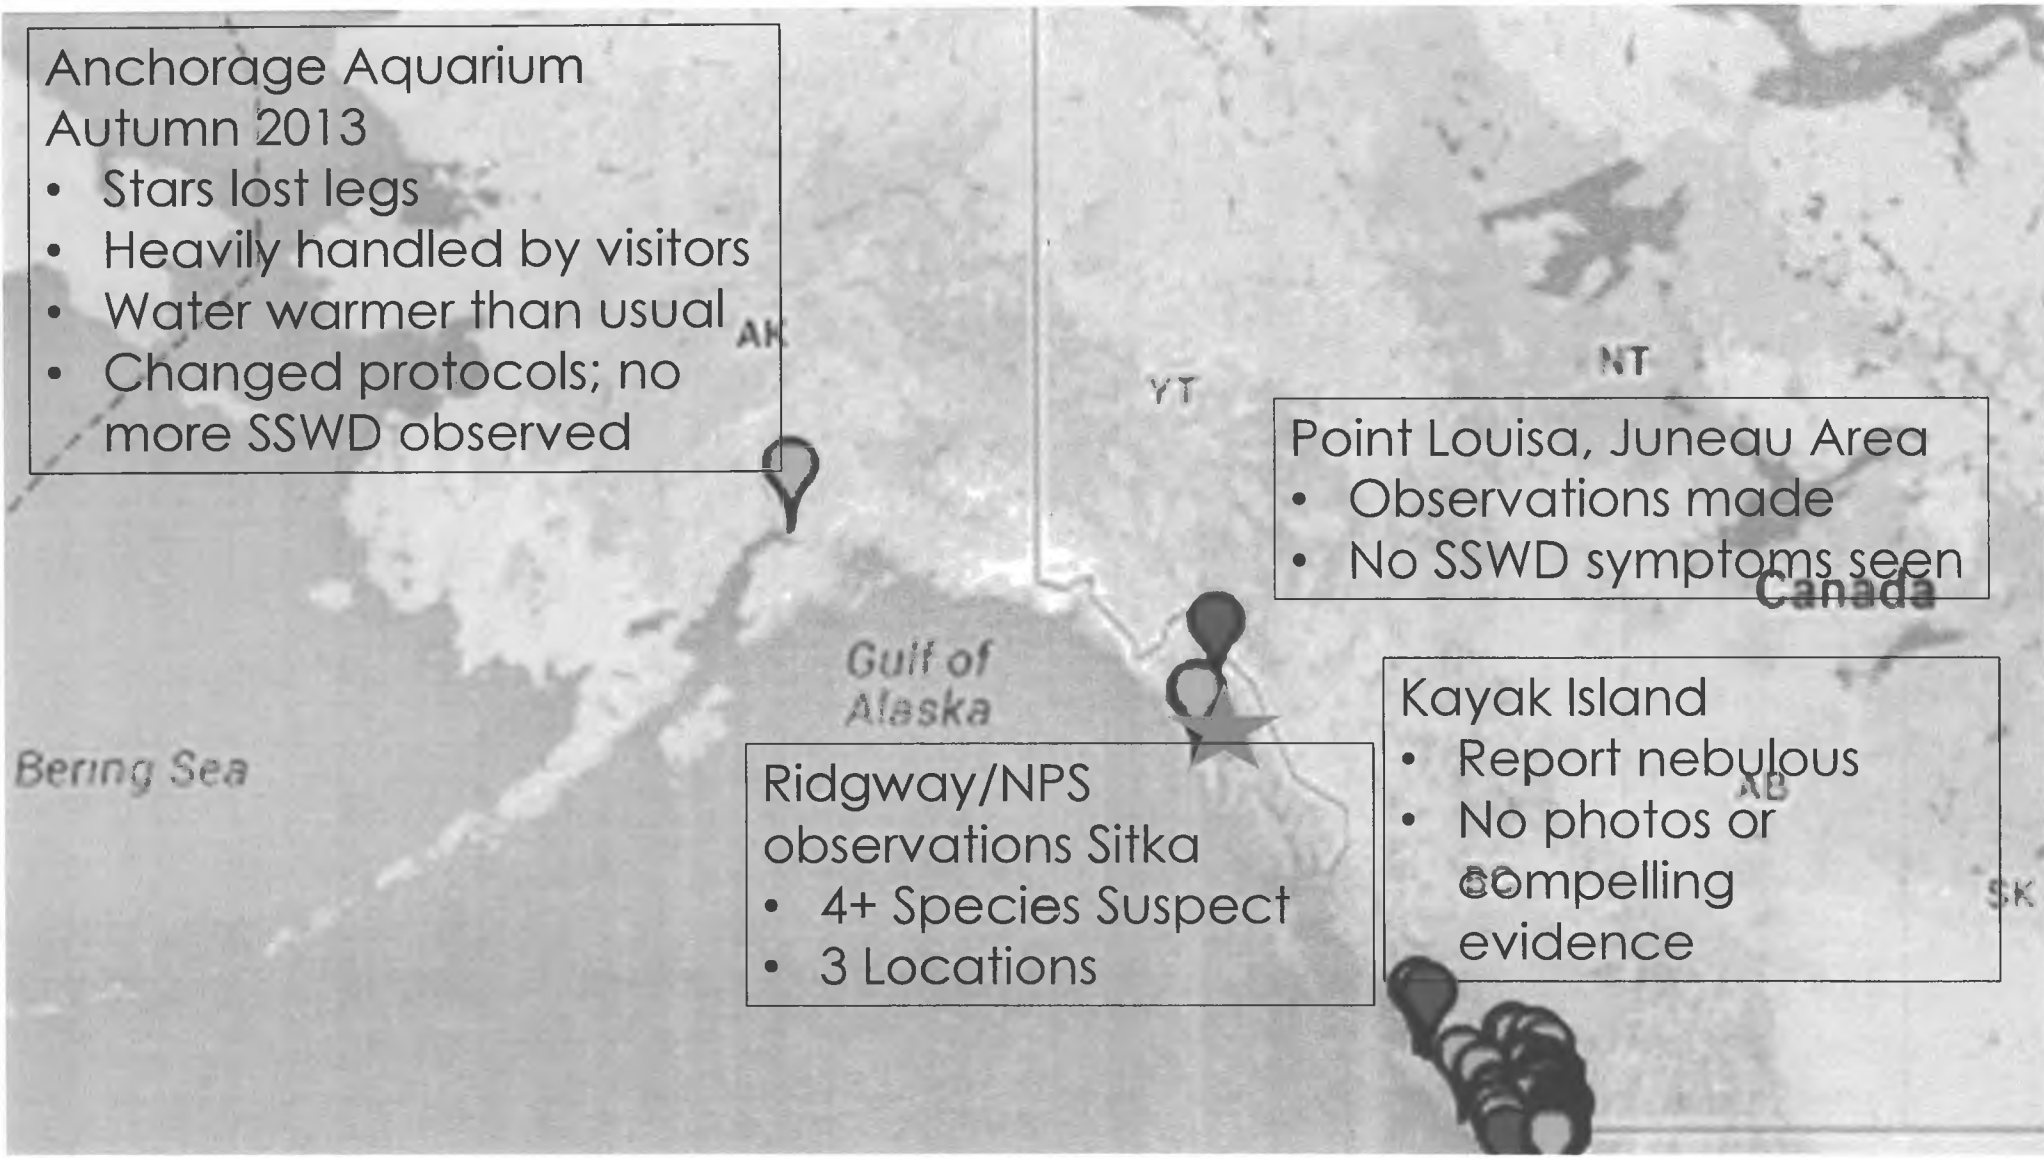 Anchorage Aquarium
Autumn 2013
• Stars lost legs
• Heavily handled by visitors
• Water warmer than usual
• Changed protocols; no
more SSWD observed
AK
YT
NT
Point Louisa, Juneau Area
• Observations made
• No SSWD symptoms seen
Canada
Gulf of
Alaska
Bering Sea
Ridgway/NPS
observations Sitka
• 4+ Species Suspect
• 3 Locations
Kayak Island
• Report nebulous
• No photos or
compelling
evidence
AB
BC
SK